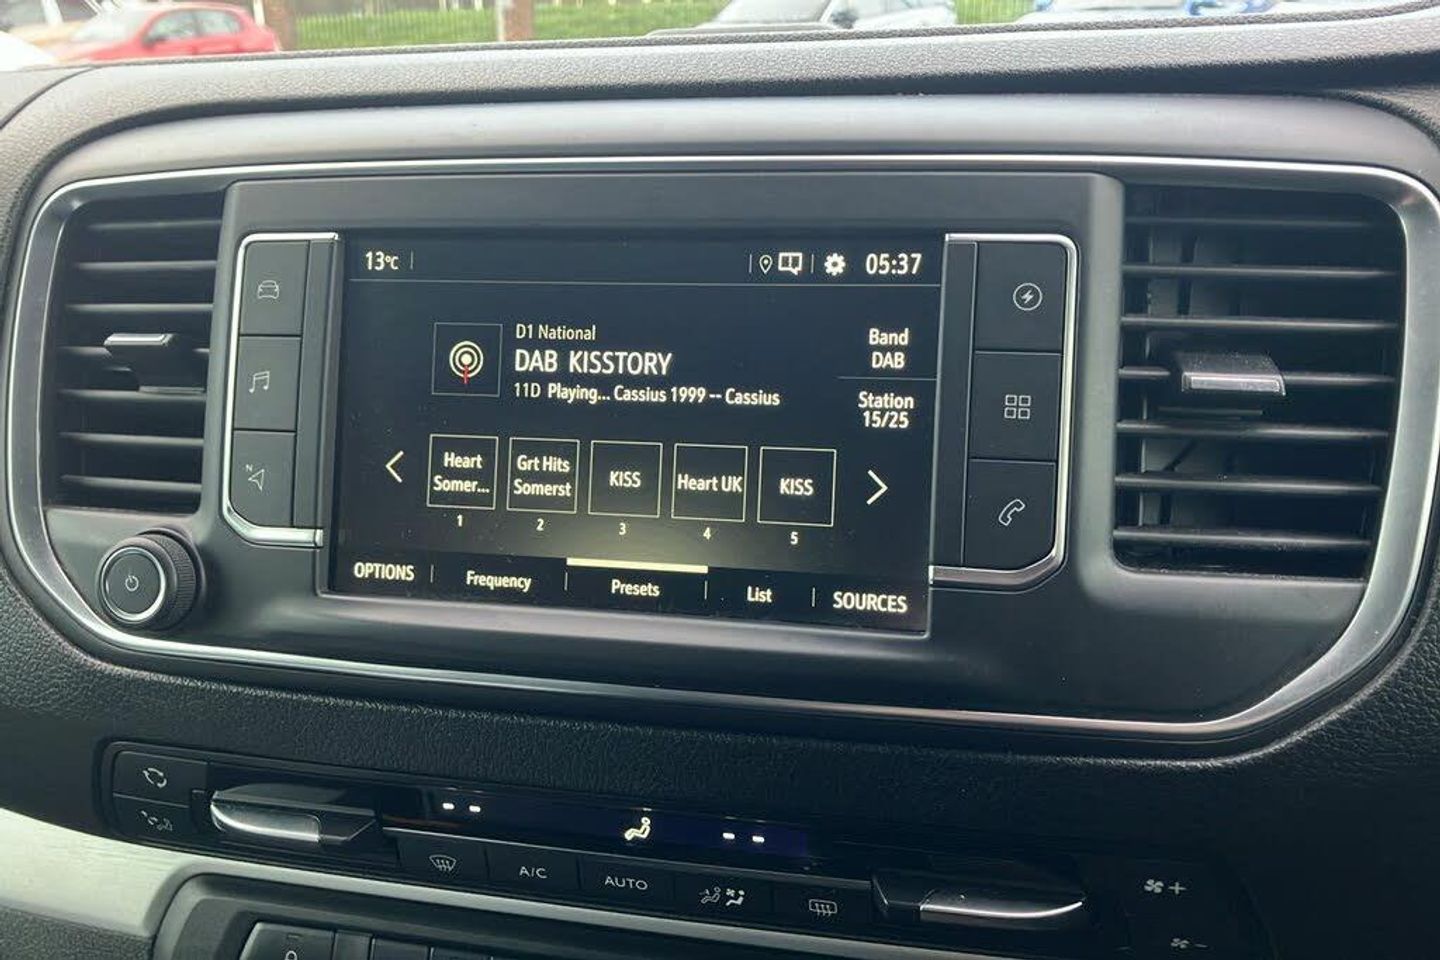 13°C
05:37
D1 National
DAB KISSTORY
11D Playing... Cassius 1999 -- Cassius
Band
DAB
Station
15/25
Heart
Somer...
Grt Hits
Somerst
KISS
Heart UK
KISS
1
2
3
4
5
OPTIONS
Frequency
Presets
List
SOURCES
N
-- 
--
A/C
AUTO
+
-